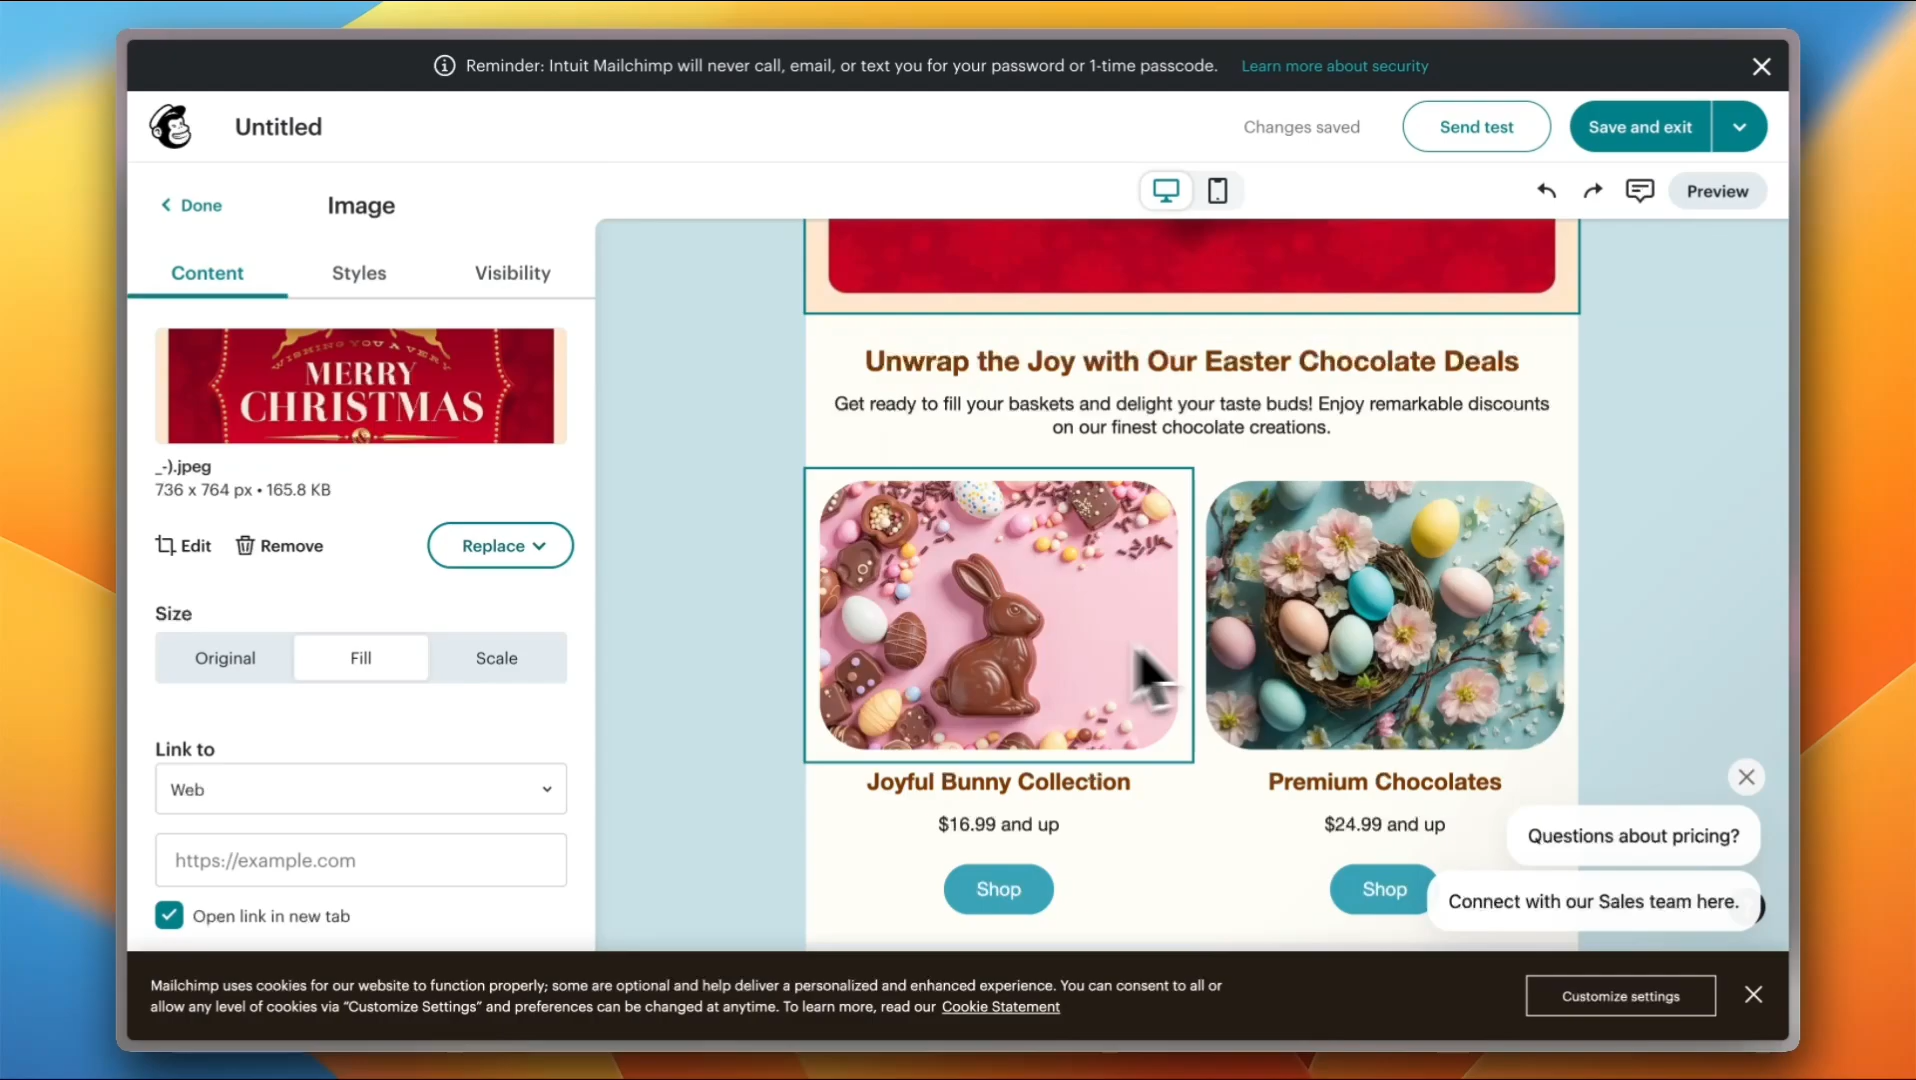 Reminder: Intuit Mailchimp will never call, email, or text you for your password or 1-time passcode. Learn more about security
Untitled
Changes saved
Send test
Save and exit
Done
Image
Preview
Content
Styles
Visibility
WISHING YOU A VERY
MERRY
CHRISTMAS
_-).jpeg
736 x 764 px • 165.8 KB
Edit
Remove
Replace
Size
Original
Fill
Scale
Link to
Web
https://example.com
Open link in new tab
Unwrap the Joy with Our Easter Chocolate Deals
Get ready to fill your baskets and delight your taste buds! Enjoy remarkable discounts
on our finest chocolate creations.
Joyful Bunny Collection
$16.99 and up
Shop
Premium Chocolates
$24.99 and up
Shop
Questions about pricing?
Connect with our Sales team here.
Mailchimp uses cookies for our website to function properly; some are optional and help deliver a personalized and enhanced experience. You can consent to all or
allow any level of cookies via “Customize Settings” and preferences can be changed at anytime. To learn more, read our Cookie Statement
Customize settings